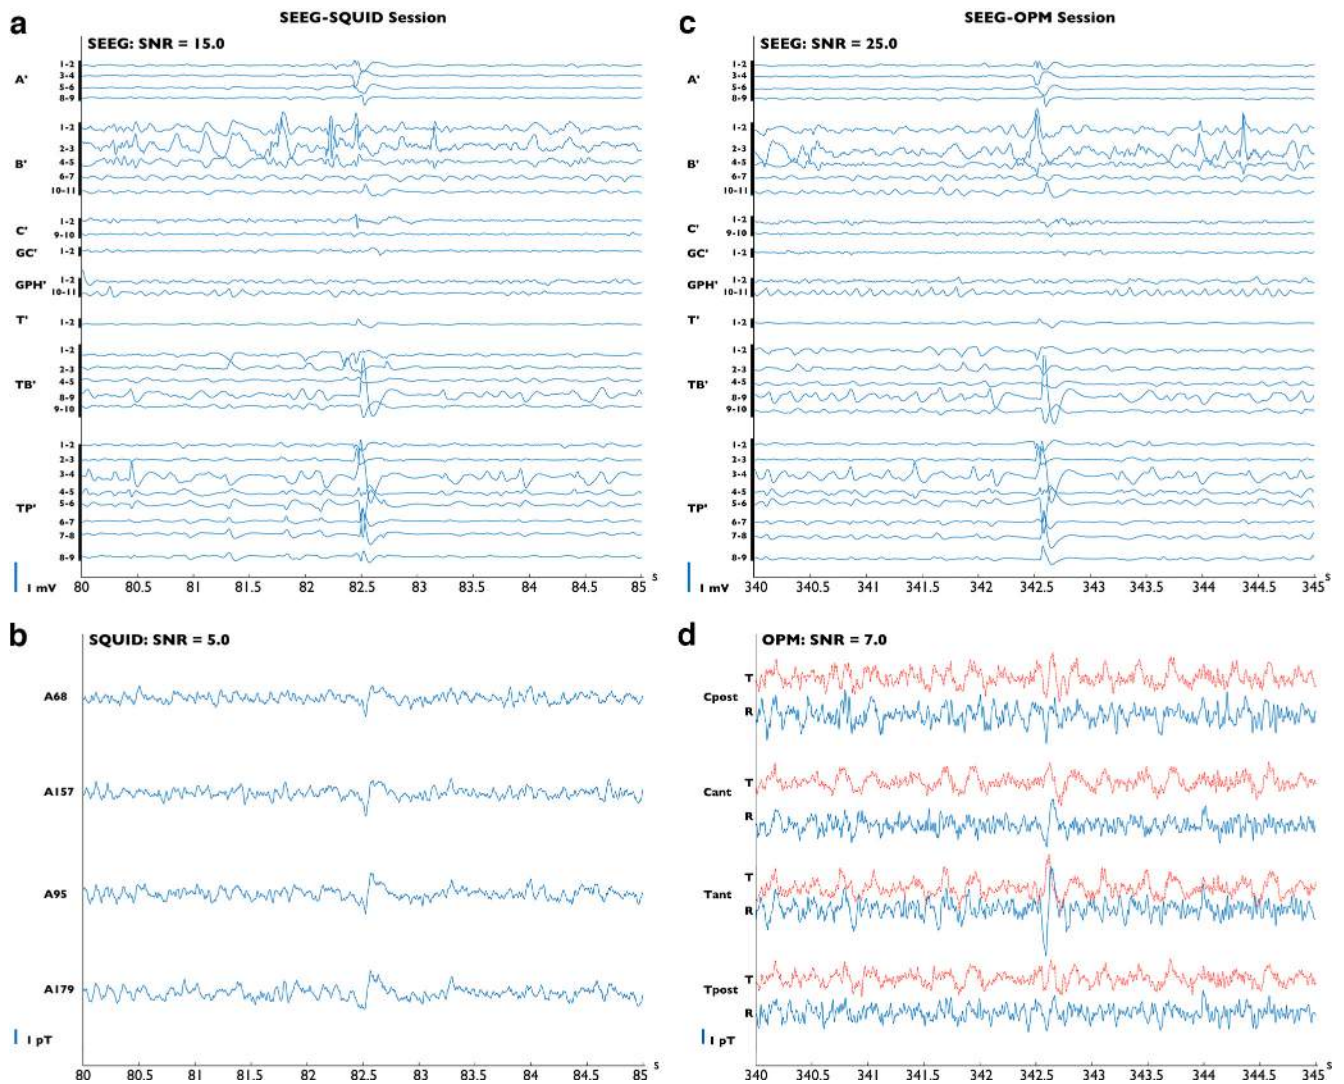 a
SEEG-SQUID Session
SEEG: SNR = 15.0
A'
1-2
3-4
5-6
8-9
B'
1-2
2-3
4-5
6-7
10-11
C'
1-2
9-10
GC'
1-2
GPH'
1-2
10-11
T'
1-2
TB'
1-2
2-3
4-5
8-9
9-10
TP'
1-2
2-3
3-4
4-5
5-6
6-7
7-8
8-9
1 mV
80 80.5 81 81.5 82 82.5 83 83.5 84 84.5 85 s
c
SEEG-OPM Session
SEEG: SNR = 25.0
A'
1-2
3-4
5-6
8-9
B'
1-2
2-3
4-5
6-7
10-11
C'
1-2
9-10
GC'
1-2
GPH'
1-2
10-11
T'
1-2
TB'
1-2
2-3
4-5
8-9
9-10
TP'
1-2
2-3
3-4
4-5
5-6
6-7
7-8
8-9
1 mV
340 340.5 341 341.5 342 342.5 343 343.5 344 344.5 345 s
b
SQUID: SNR = 5.0
A68
A157
A95
A179
1 pT
80 80.5 81 81.5 82 82.5 83 83.5 84 84.5 85 s
d
OPM: SNR = 7.0
Cpost
T
R
Cant
T
R
Tant
T
R
Tpost
T
R
1 pT
340 340.5 341 341.5 342 342.5 343 343.5 344 344.5 345 s